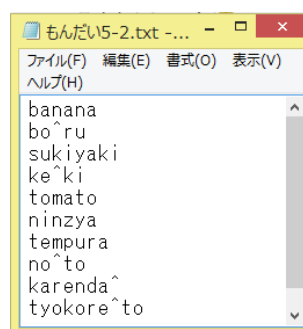 もんだい5-2.txt -...
ファイル(F) 編集(E) 書式(O) 表示(V)
ヘルプ(H)
banana
bo^ru
sukiyaki
ke^ki
tomato
ninzya
tempura
no^to
karenda^
tyokore^to